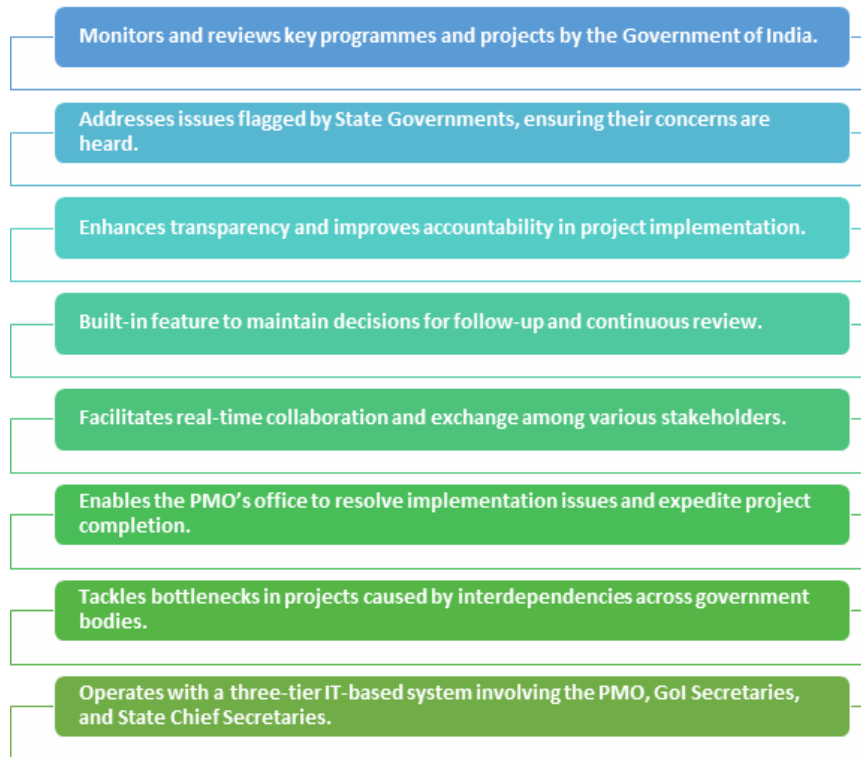 Monitors and reviews key programmes and projects by the Government of India.
Addresses issues flagged by State Governments, ensuring their concerns are
heard.
Enhances transparency and improves accountability in project implementation.
Built-in feature to maintain decisions for follow-up and continuous review.
Facilitates real-time collaboration and exchange among various stakeholders.
Enables the PMO’s office to resolve implementation issues and expedite project
completion.
Tackles bottlenecks in projects caused by interdependencies across government
bodies.
Operates with a three-tier IT-based system involving the PMO, GoI Secretaries,
and State Chief Secretaries.